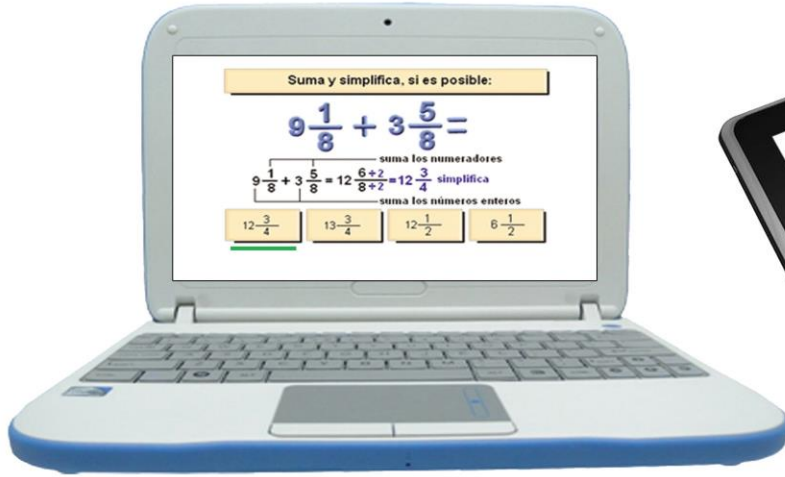 Suma y simplifica, si es posible:
9 1/8 + 3 5/8 =
suma los numeradores
9 1/8 + 3 5/8 = 12 6÷2/8÷2 = 12 3/4 simplifica
suma los números enteros
12 3/4 13 3/4 12 1/2 6 1/2